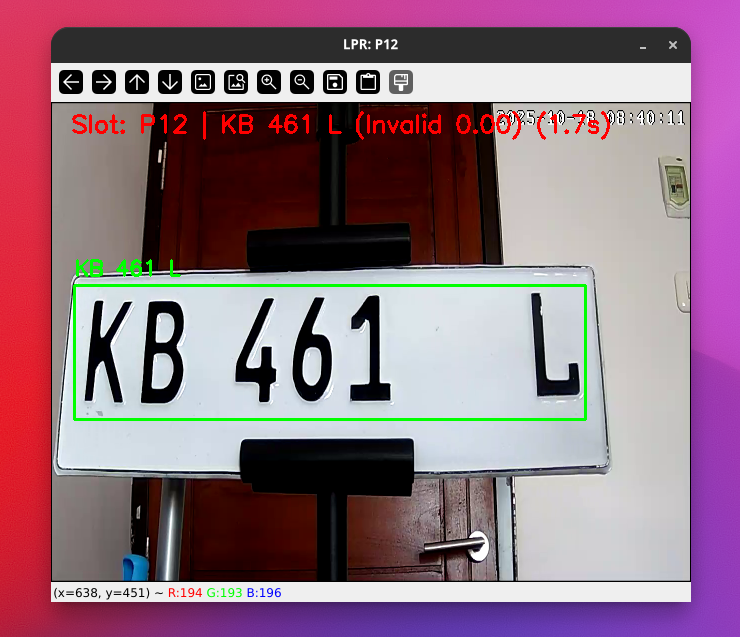 LPR: P12
Slot: P12 | KB 461 L (Invalid 0.00) (1.7s)
2025-10-18 08:40:11
KB 461 L
KB 461 L
(x=638, y=451) ~ R:194 G:193 B:196